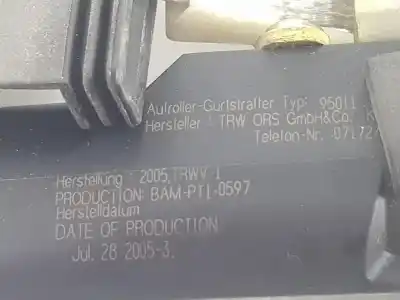 Aufroller-Gurtstraffer Typ: 95011
Hersteller : TRW ORS GmbH&Co. K
Telefon-Nr. 07172
Herstellung : 2005,TRWV 1
PRODUCTION: BAM-PT1-0597
Herstelldatum
DATE OF PRODUCTION
Jul. 28 2005-3.